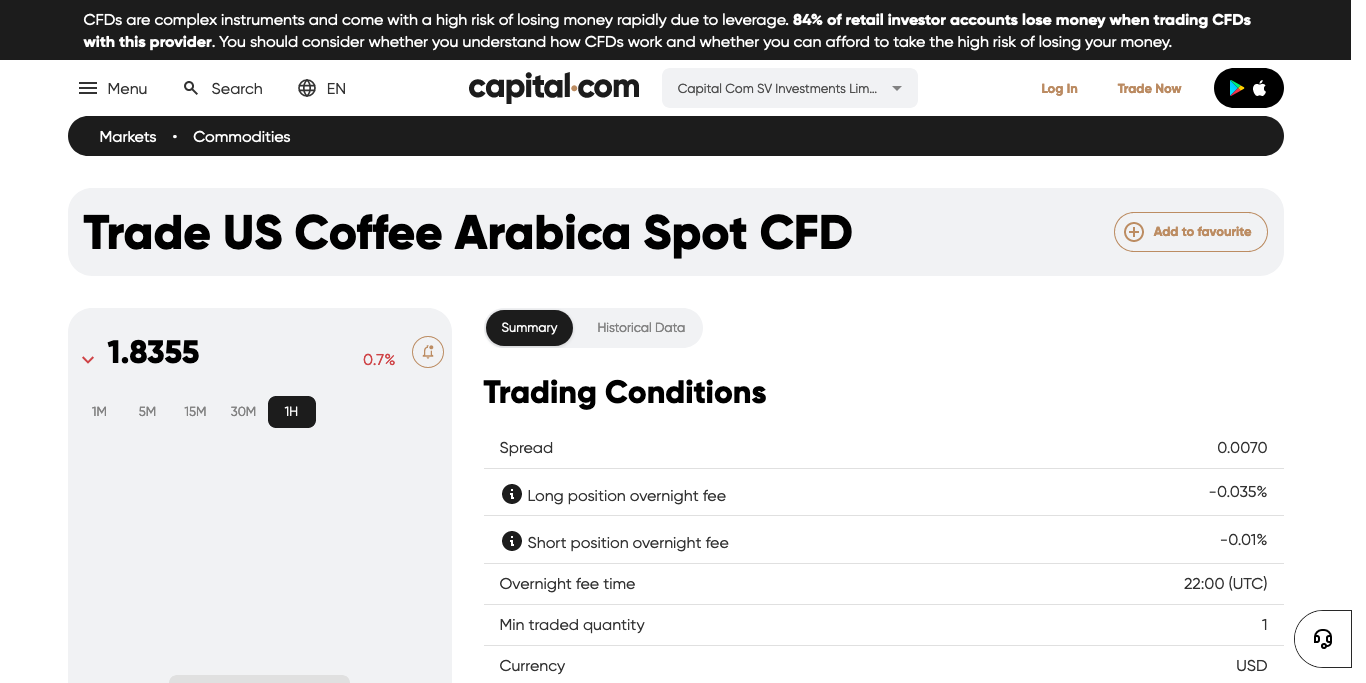 CFDs are complex instruments and come with a high risk of losing money rapidly due to leverage. 84% of retail investor accounts lose money when trading CFDs
with this provider. You should consider whether you understand how CFDs work and whether you can afford to take the high risk of losing your money.
Menu Search EN capital.com Capital Com SV Investments Lim... Log In Trade Now
Markets • Commodities
Trade US Coffee Arabica Spot CFD Add to favourite
1.8355 0.7%
1M 5M 15M 30M 1H
Summary Historical Data
Trading Conditions
Spread 0.0070
Long position overnight fee -0.035%
Short position overnight fee -0.01%
Overnight fee time 22:00 (UTC)
Min traded quantity 1
Currency USD